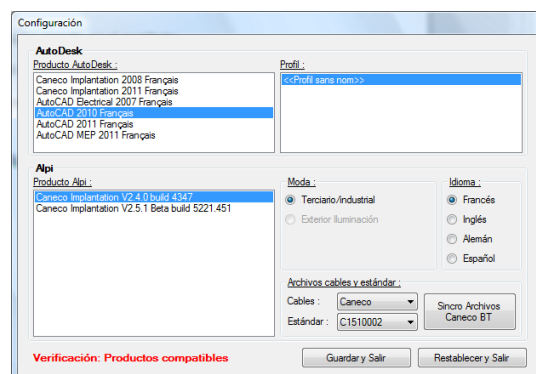 Configuración
AutoDesk
Producto AutoDesk :
Caneco Implantation 2008 Français
Caneco Implantation 2011 Français
AutoCAD Electrical 2007 Français
AutoCAD 2010 Français
AutoCAD 2011 Français
AutoCAD MEP 2011 Français
Profil :
<<Profil sans nom>>
Alpi
Producto Alpi :
Caneco Implantation V2.4.0 build 4347
Caneco Implantation V2.5.1 Beta build 5221.451
Moda :
Terciario/industrial
Exterior Iluminación
Idioma :
Francés
Inglés
Alemán
Español
Archivos cables y estándar :
Cables :
Caneco
Estándar :
C1510002
Sincro Archivos
Caneco BT
Verificación: Productos compatibles
Guardar y Salir
Restablecer y Salir